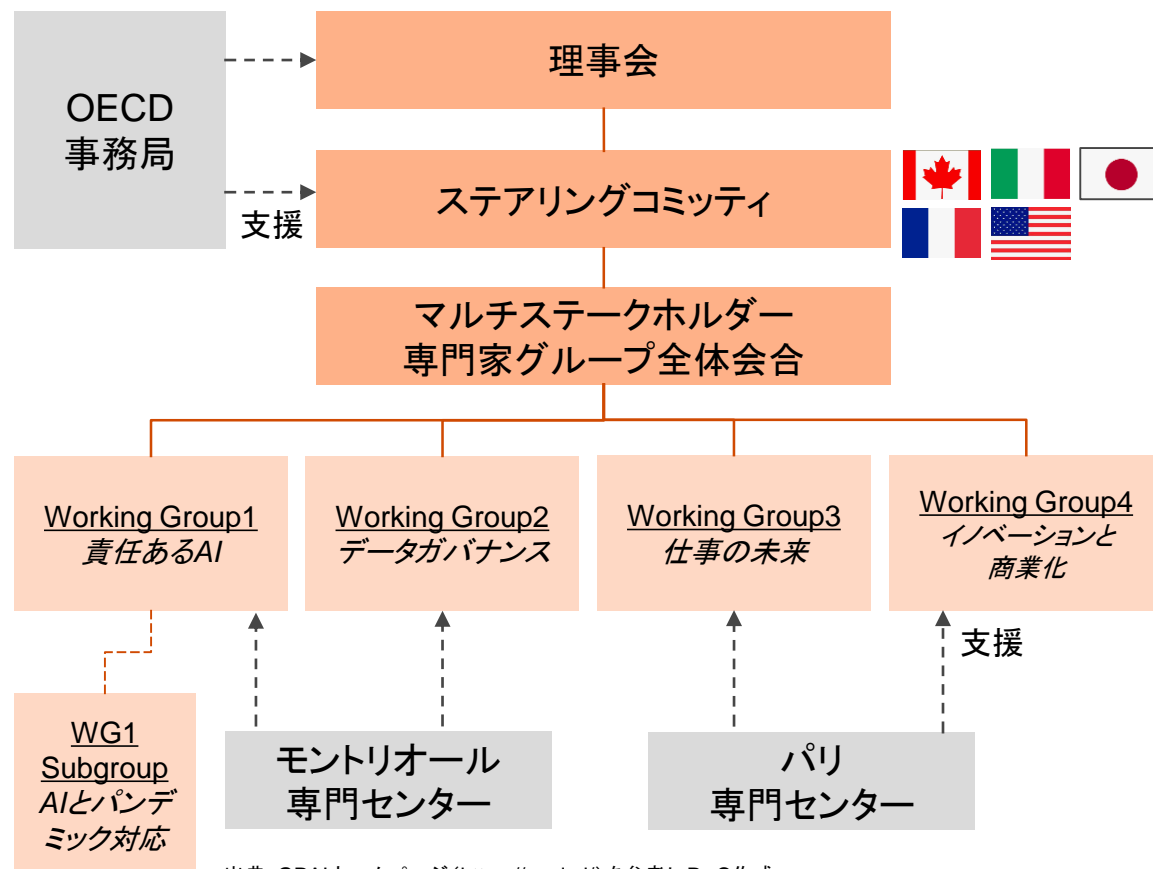 OECD
事務局
理事会
ステアリングコミッティ
支援
マルチステークホルダー
専門家グループ全体会合
Working Group1
責任あるAI
Working Group2
データガバナンス
Working Group3
仕事の未来
Working Group4
イノベーションと
商業化
支援
WG1
Subgroup
AIとパンデ
ミック対応
モントリオール
専門センター
パリ
専門センター